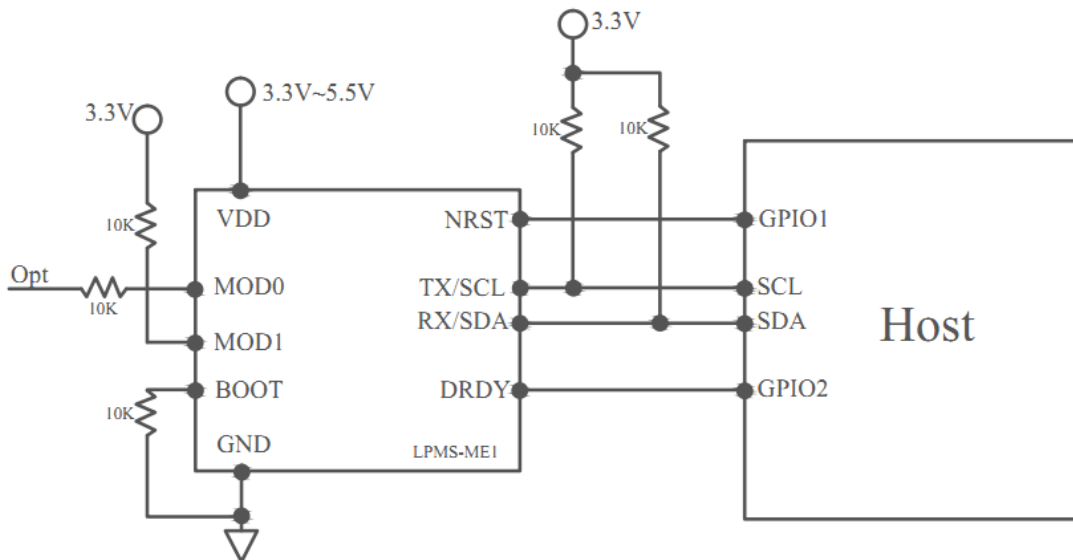 3.3V
3.3V~5.5V
3.3V
10K
10K
10K
VDD
NRST
GPIO1
Opt
10K
MOD0
TX/SCL
SCL
MOD1
RX/SDA
SDA
Host
BOOT
DRDY
GPIO2
10K
GND
LPMS-ME1